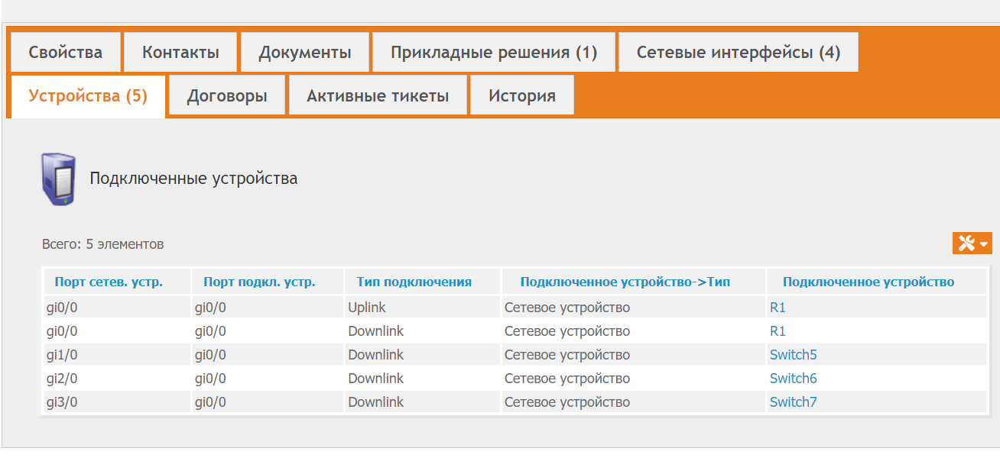 Свойства Контакты Документы Прикладные решения (1) Сетевые интерфейсы (4)
Устройства (5) Договоры Активные тикеты История
Подключенные устройства
Всего: 5 элементов
Порт сетев. устр. Порт подкл. устр. Тип подключения Подключенное устройство->Тип Подключенное устройство
gi0/0 gi0/0 Uplink Сетевое устройство R1
gi0/0 gi0/0 Downlink Сетевое устройство R1
gi1/0 gi0/0 Downlink Сетевое устройство Switch5
gi2/0 gi0/0 Downlink Сетевое устройство Switch6
gi3/0 gi0/0 Downlink Сетевое устройство Switch7